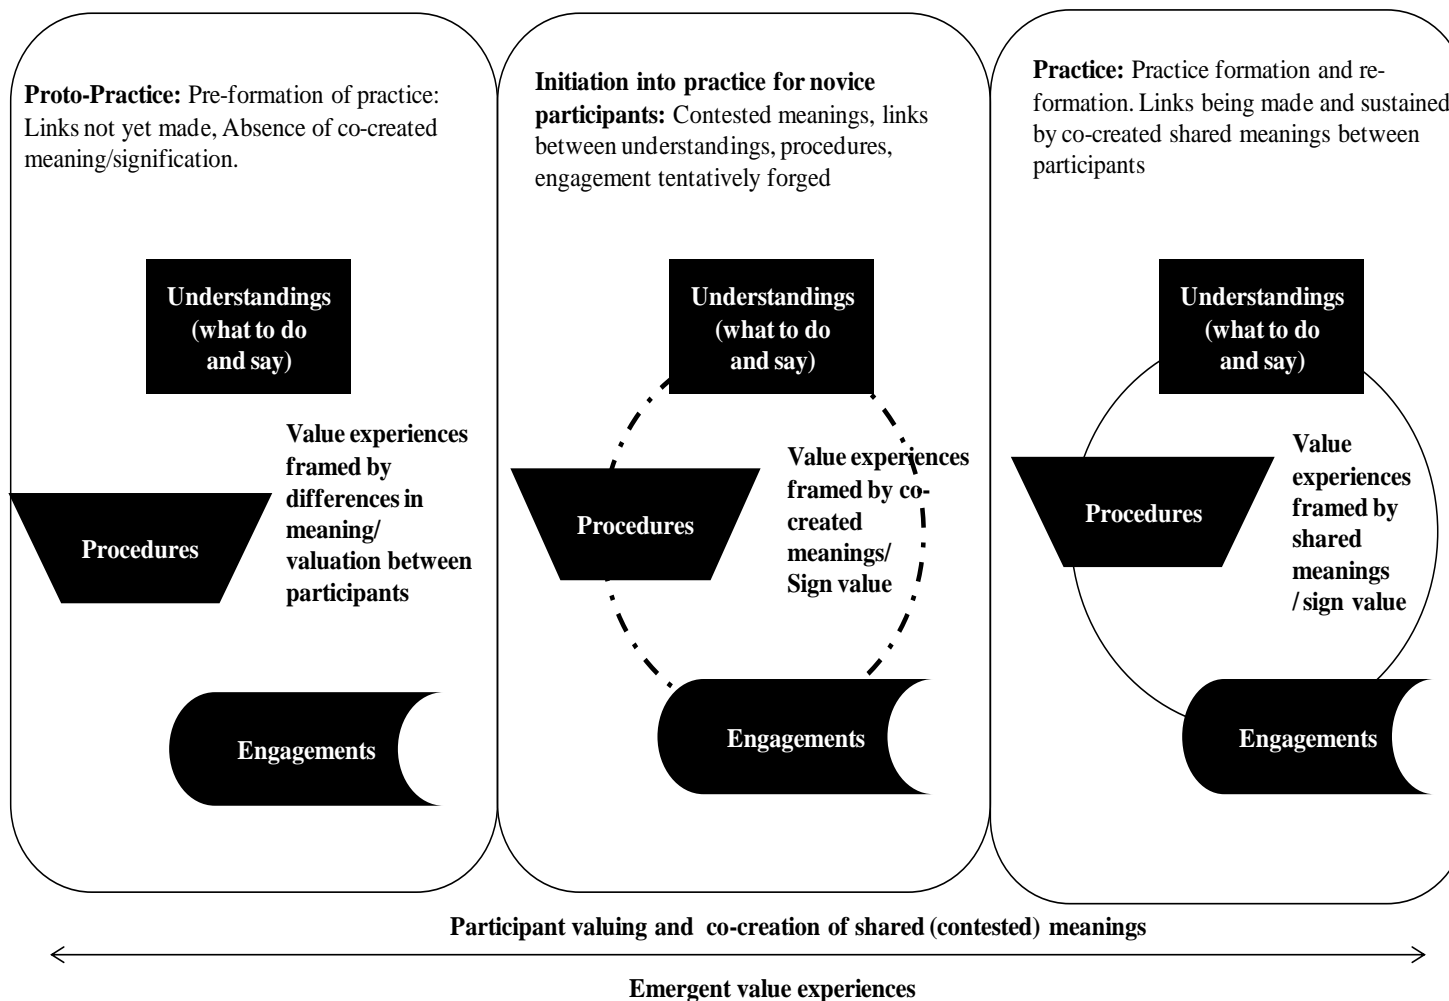 Proto-Practice: Pre-formation of practice:
Links not yet made, Absence of co-created
meaning/signification.
Understandings
(what to do
and say)
Value experiences
framed by
differences in
meaning/
valuation between
participants
Procedures
Engagements
Initiation into practice for novice
participants: Contested meanings, links
between understandings, procedures,
engagement tentatively forged
Understandings
(what to do
and say)
Value experiences
framed by co-
created
meanings/
Sign value
Procedures
Engagements
Practice: Practice formation and re-
formation. Links being made and sustained
by co-created shared meanings between
participants
Understandings
(what to do
and say)
Value
experiences
framed by
shared
meanings
/ sign value
Procedures
Engagements
Participant valuing and co-creation of shared (contested) meanings
Emergent value experiences